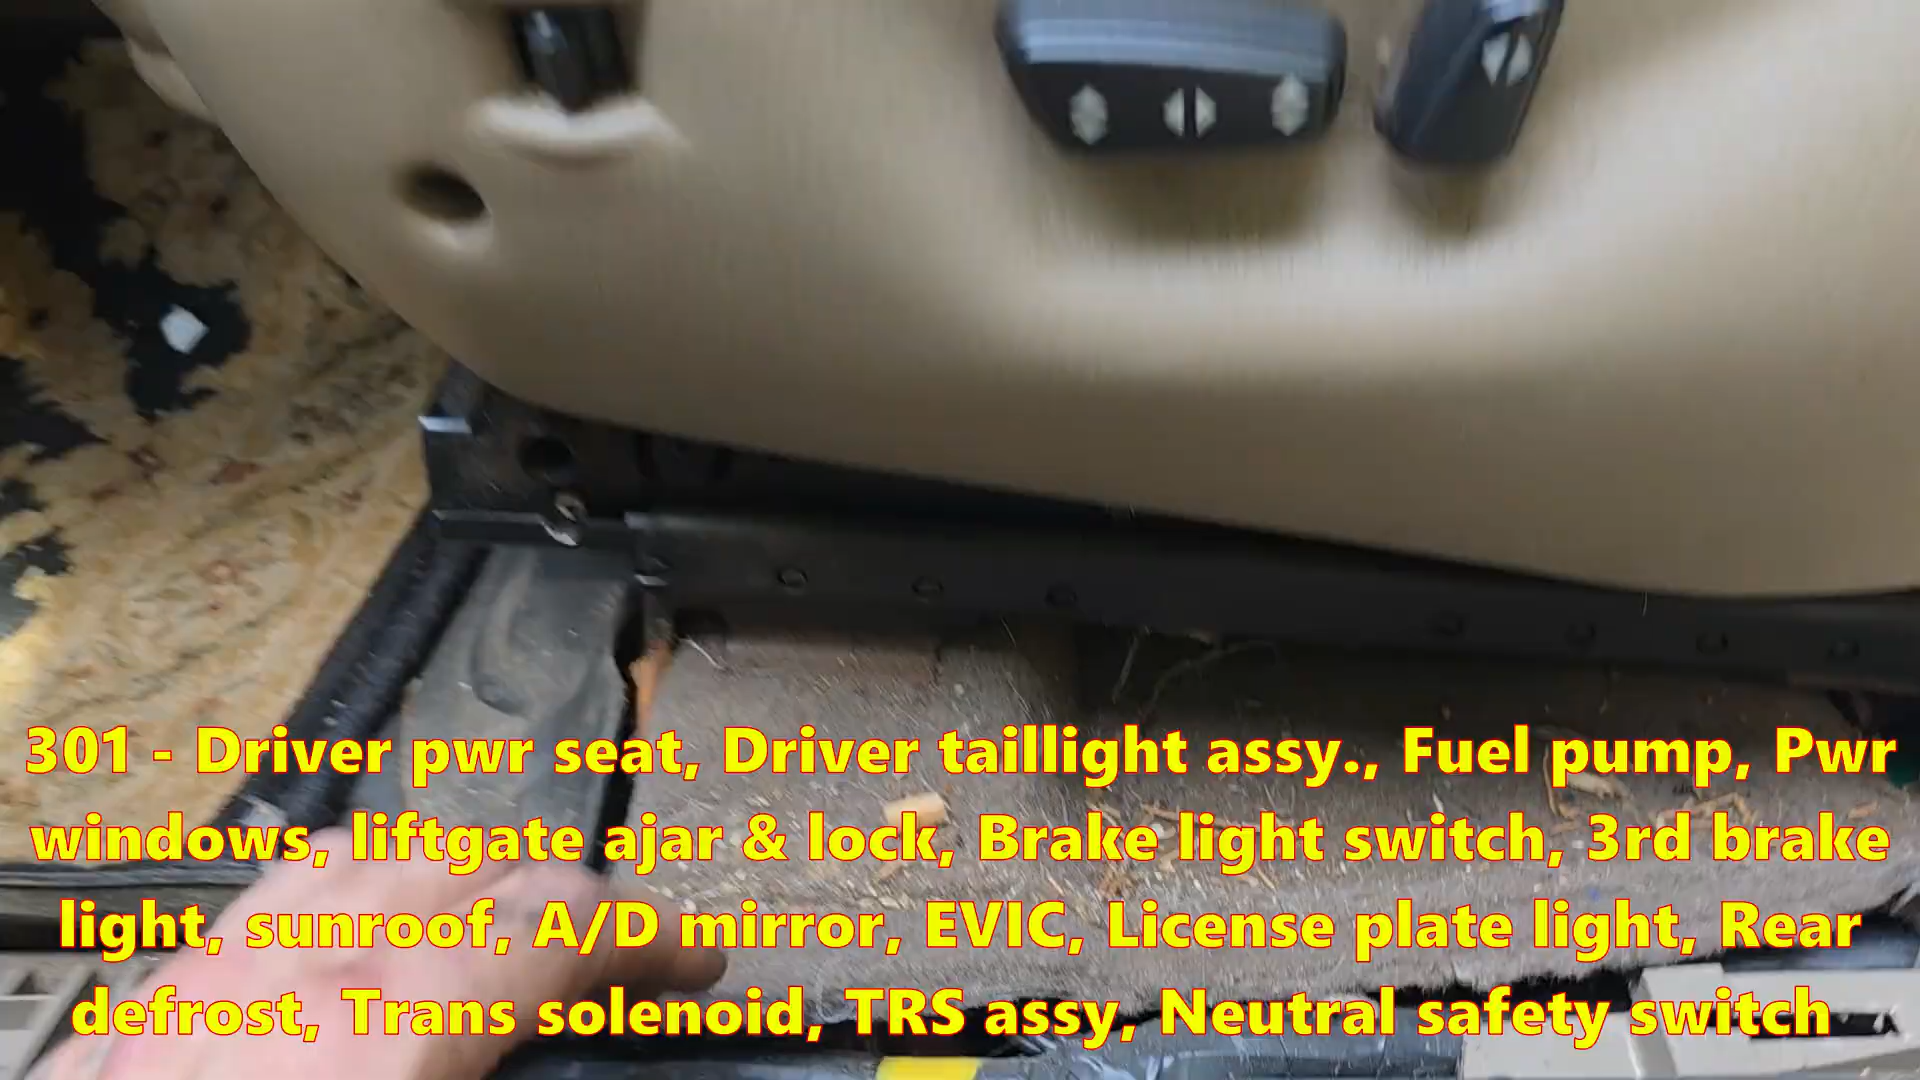 301 - Driver pwr seat, Driver taillight assy., Fuel pump, Pwr
windows, liftgate ajar & lock, Brake light switch, 3rd brake
light, sunroof, A/D mirror, EVIC, License plate light, Rear
defrost, Trans solenoid, TRS assy, Neutral safety switch